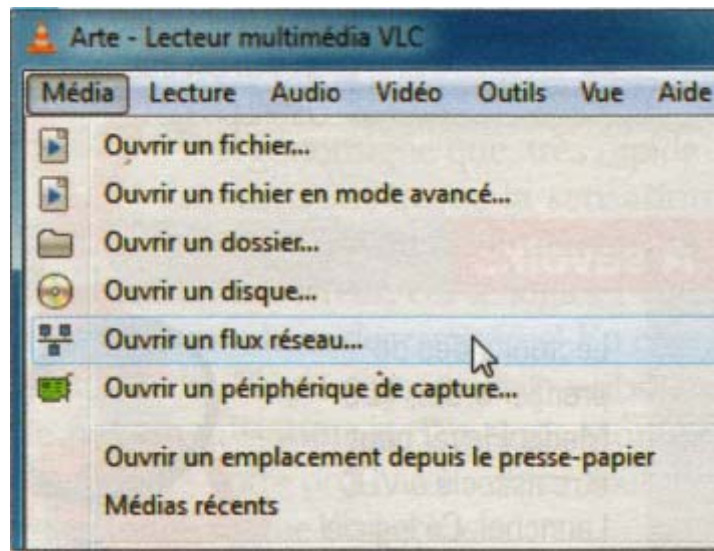 Arte - Lecteur multimédia VLC
Média Lecture Audio Vidéo Outils Vue Aide
Ouvrir un fichier...
Ouvrir un fichier en mode avancé...
Ouvrir un dossier...
Ouvrir un disque...
Ouvrir un flux réseau...
Ouvrir un périphérique de capture...
Ouvrir un emplacement depuis le presse-papier
Médias récents